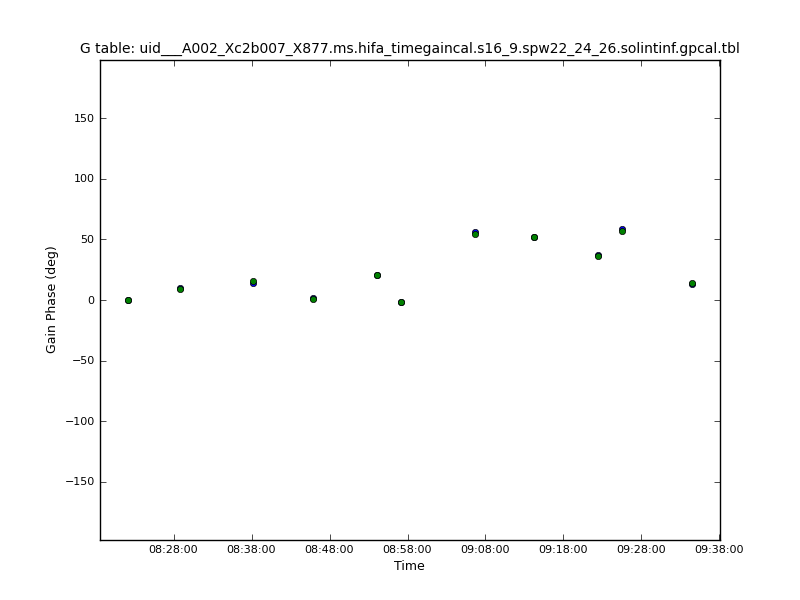 G table: uid___A002_Xc2b007_X877.ms.hifa_timegaincal.s16_9.spw22_24_26.solintinf.gpcal.tbl
150
100
50
0
−50
−100
−150
Gain Phase (deg)
08:28:00 08:38:00 08:48:00 08:58:00 09:08:00 09:18:00 09:28:00 09:38:00
Time